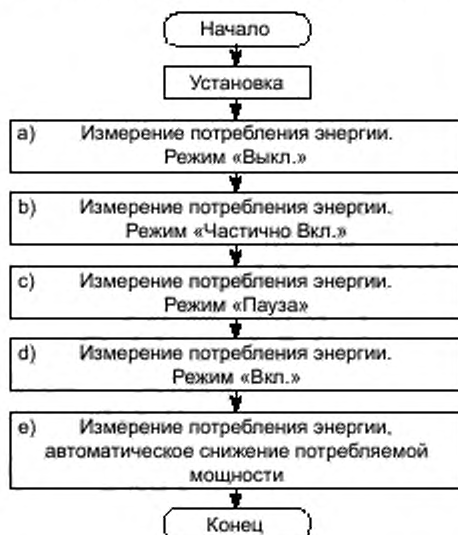 Начало
Установка
a) Измерение потребления энергии.
Режим «Выкл.»
b) Измерение потребления энергии.
Режим «Частично Вкл.»
c) Измерение потребления энергии.
Режим «Пауза»
d) Измерение потребления энергии.
Режим «Вкл.»
e) Измерение потребления энергии,
автоматическое снижение потребляемой
мощности
Конец